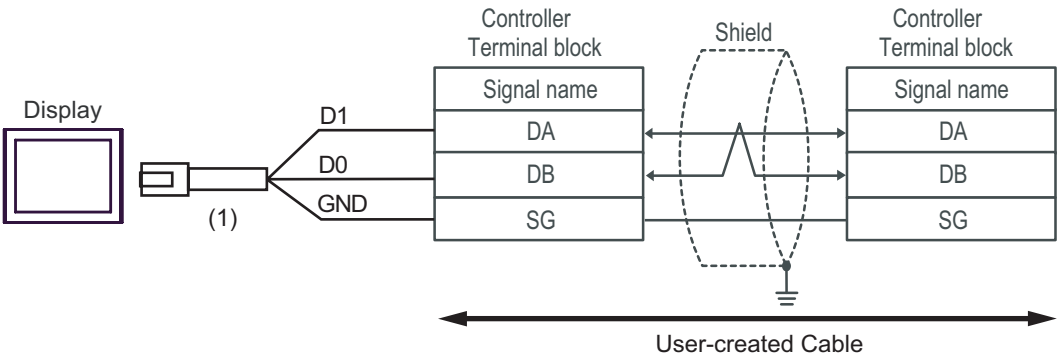 Controller
Terminal block
Shield
Controller
Terminal block
Signal name
Signal name
Display
D1
DA
DA
D0
DB
DB
GND
SG
SG
(1)
User-created Cable